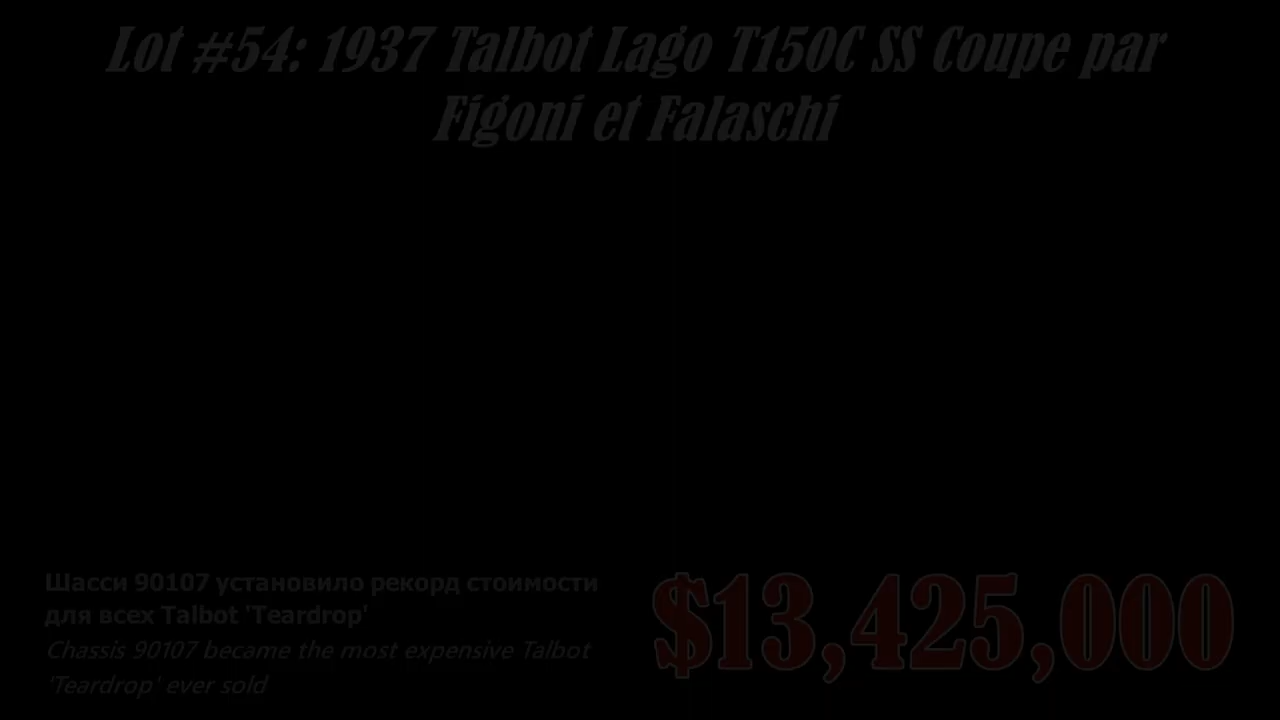 Lot #54: 1937 Talbot Lago T150C SS Coupe par
Figoni et Falaschi
Шасси 90107 установило рекорд стоимости
для всех Talbot 'Teardrop'
Chassis 90107 became the most expensive Talbot
'Teardrop' ever sold
$13,425,000